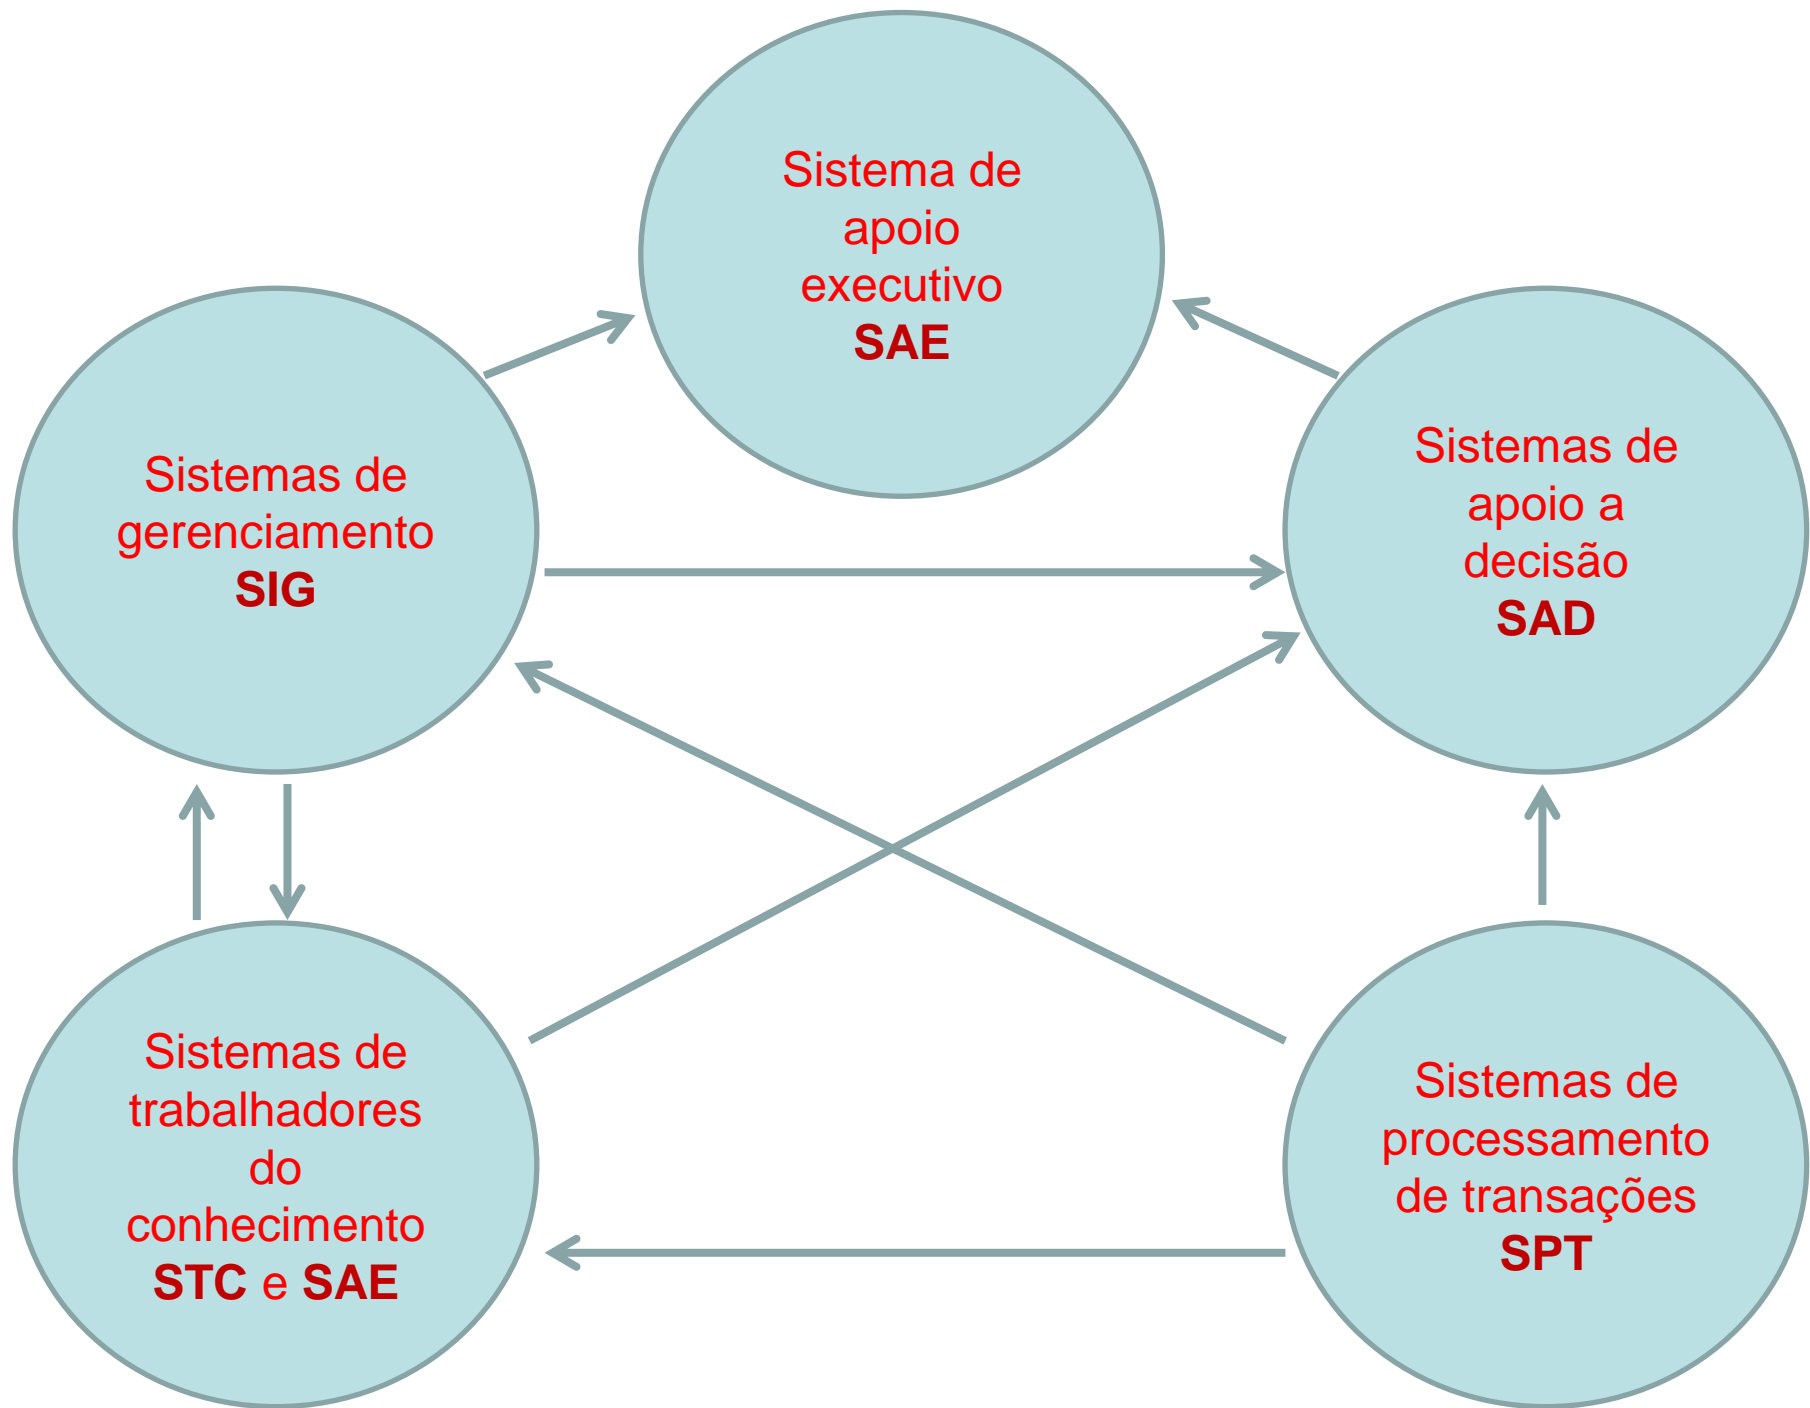 Sistema de
apoio
executivo
SAE
Sistemas de
gerenciamento
SIG
Sistemas de
apoio a
decisão
SAD
Sistemas de
trabalhadores
do
conhecimento
STC e SAE
Sistemas de
processamento
de transações
SPT